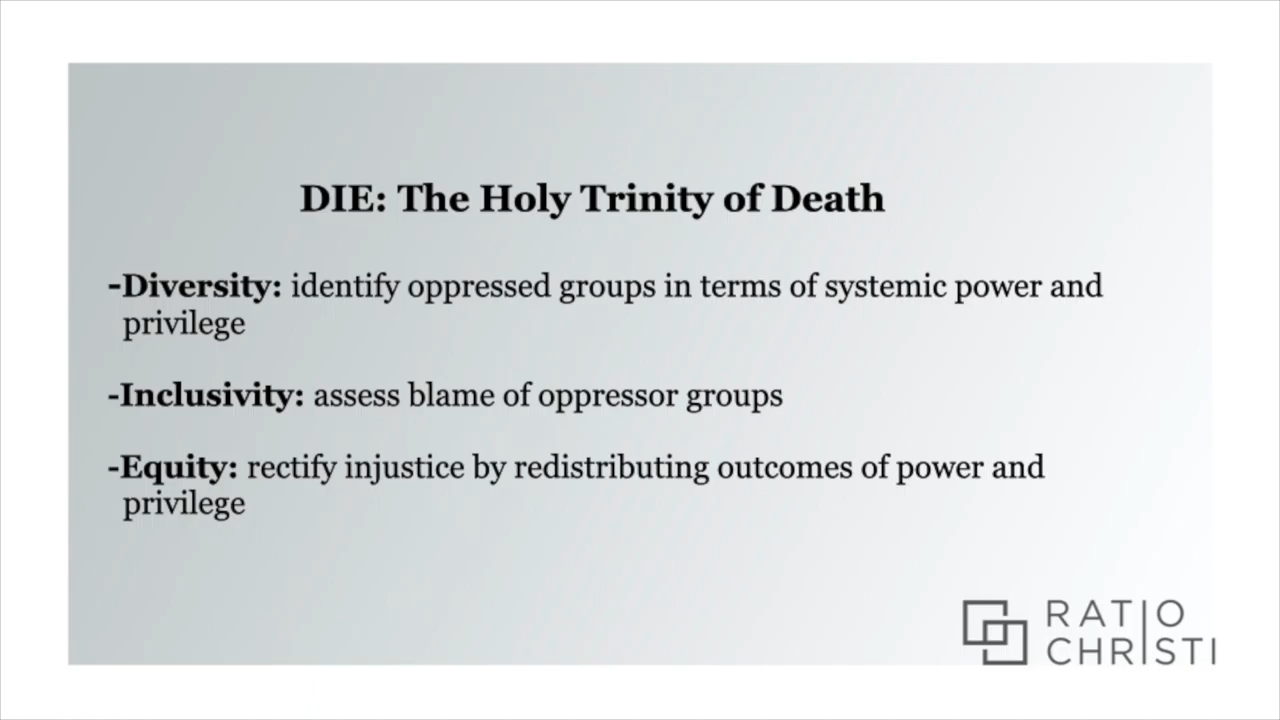 DIE: The Holy Trinity of Death
-Diversity: identify oppressed groups in terms of systemic power and
privilege
-Inclusivity: assess blame of oppressor groups
-Equity: rectify injustice by redistributing outcomes of power and
privilege
RATIO
CHRISTI